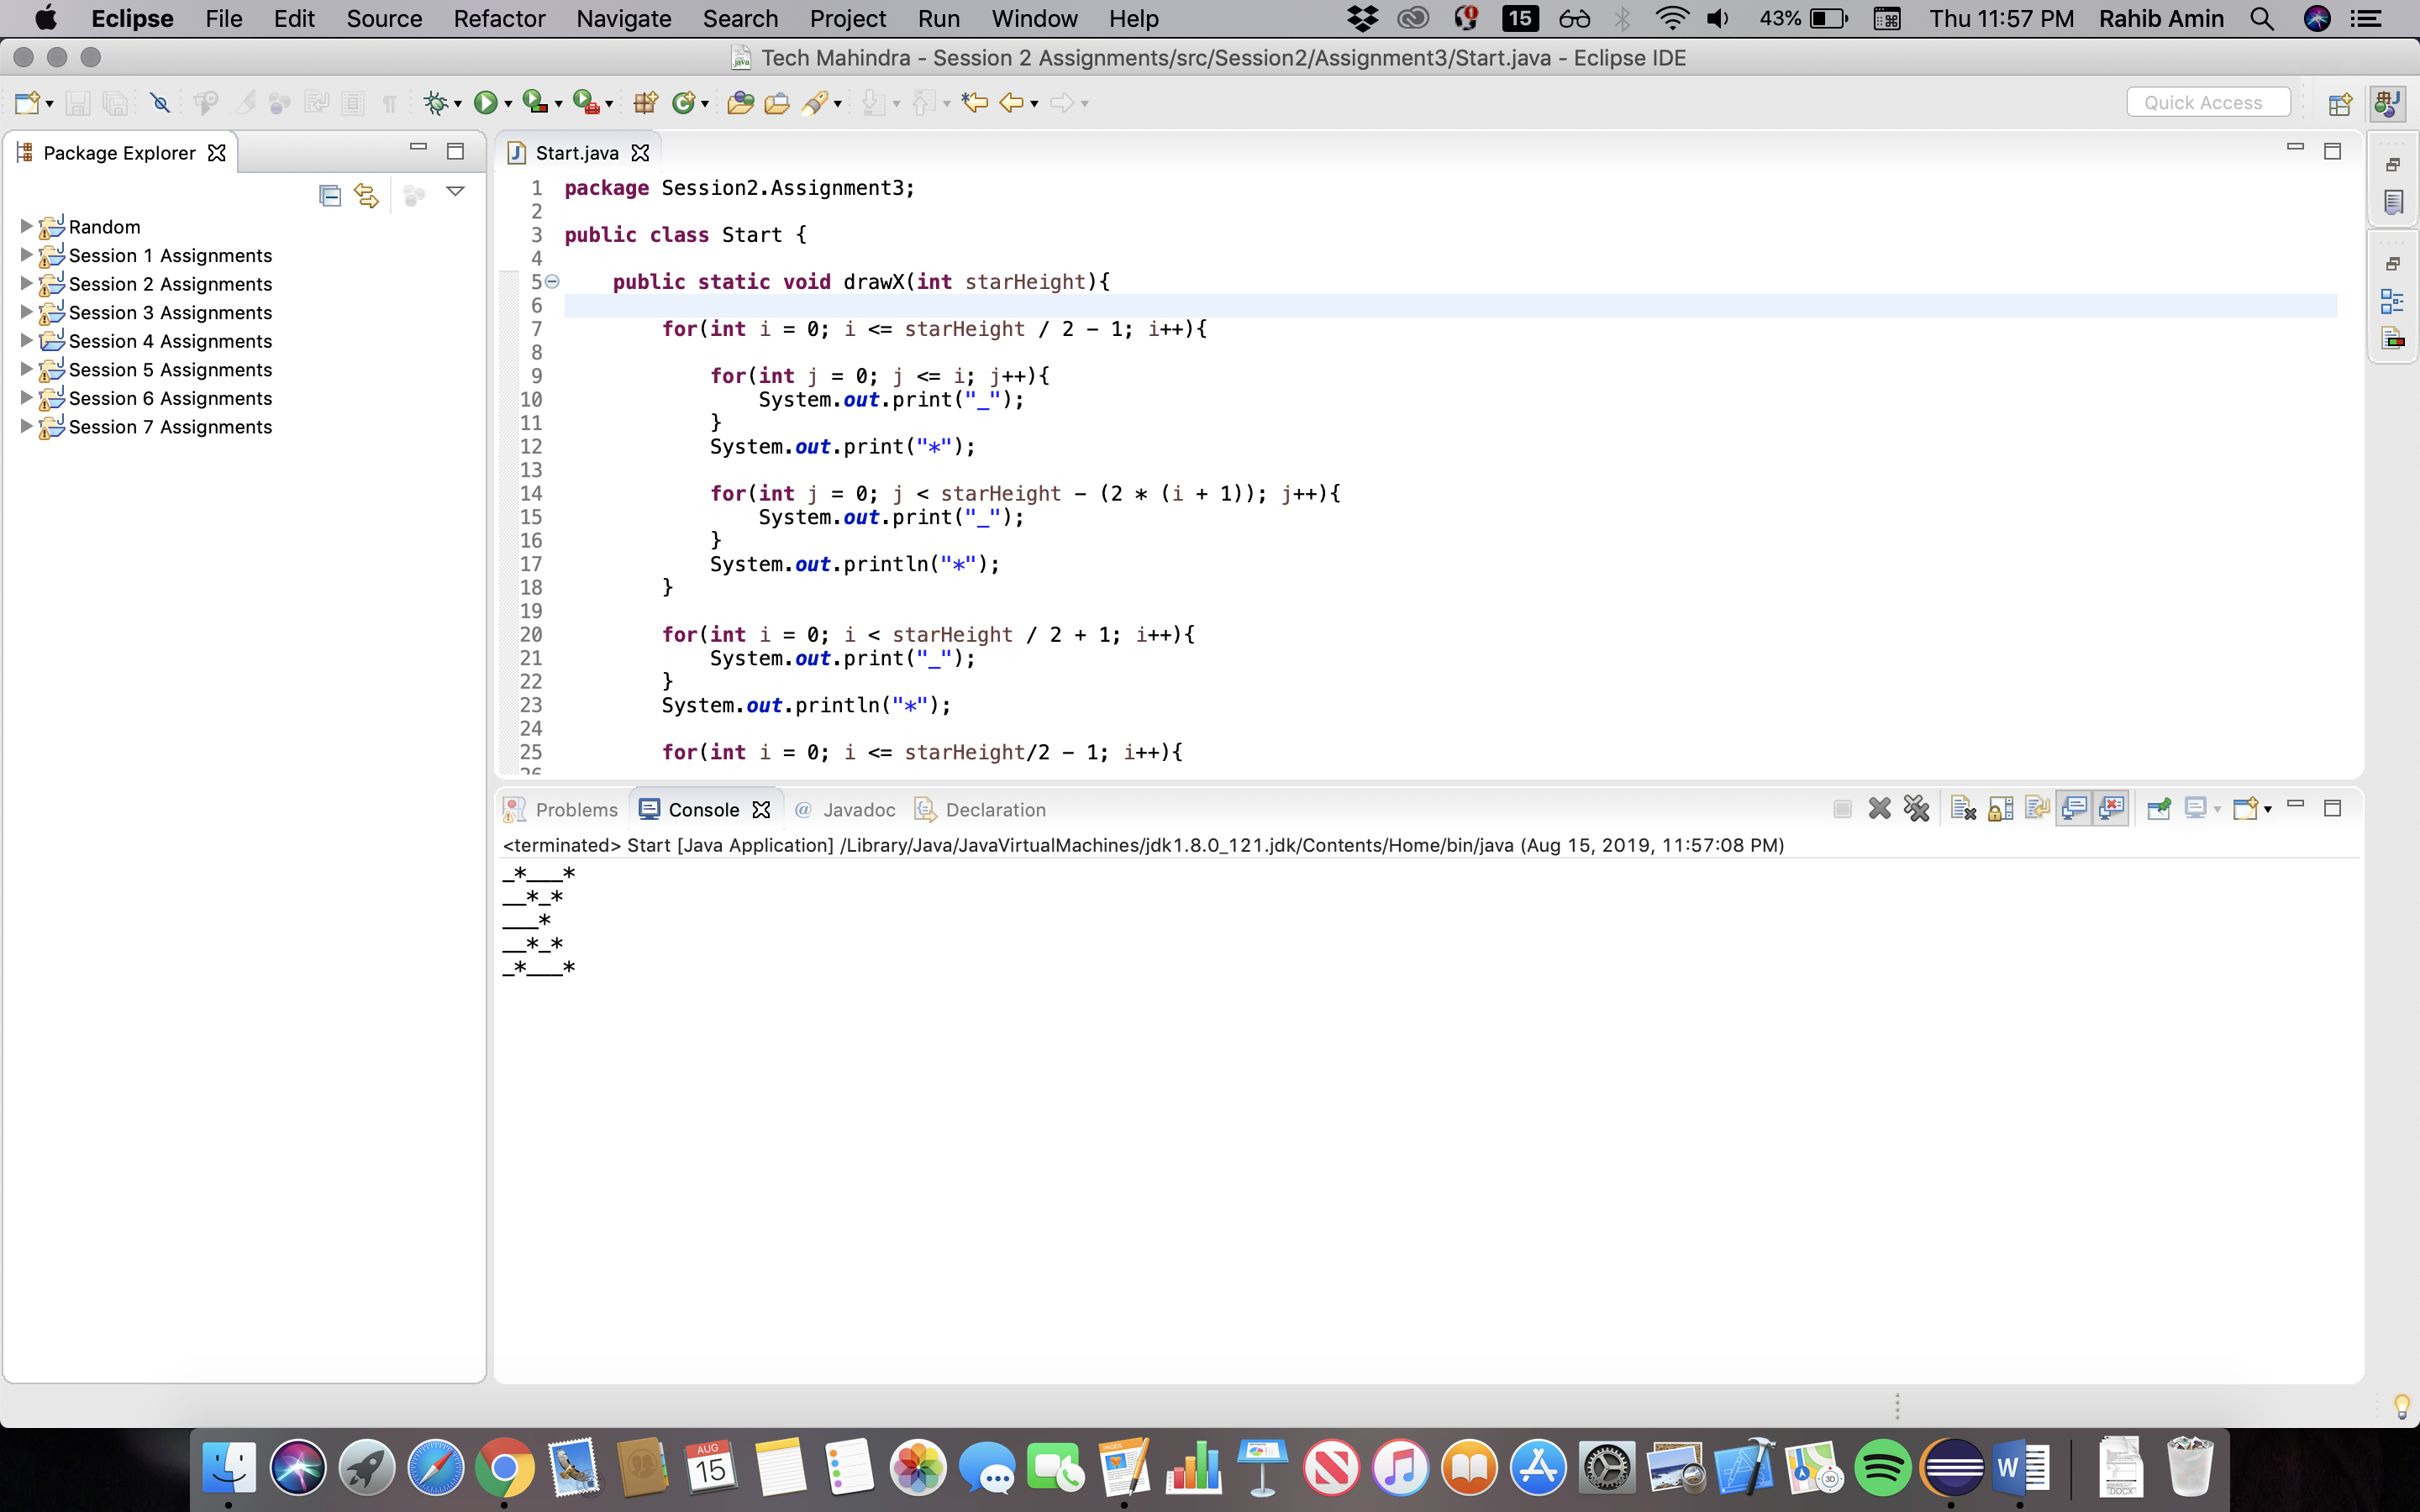 Eclipse File Edit Source Refactor Navigate Search Project Run Window Help 15 43% Thu 11:57 PM Rahib Amin
Tech Mahindra - Session 2 Assignments/src/Session2/Assignment3/Start.java - Eclipse IDE
Quick Access
Package Explorer
Random
Session 1 Assignments
Session 2 Assignments
Session 3 Assignments
Session 4 Assignments
Session 5 Assignments
Session 6 Assignments
Session 7 Assignments
Start.java
1 package Session2.Assignment3;
2
3 public class Start {
4
5 public static void drawX(int starHeight){
6
7 for(int i = 0; i <= starHeight / 2 - 1; i++){
8
9 for(int j = 0; j <= i; j++){
10 System.out.print("_");
11 }
12 System.out.print("*");
13
14 for(int j = 0; j < starHeight - (2 * (i + 1)); j++){
15 System.out.print("_");
16 }
17 System.out.println("*");
18 }
19
20 for(int i = 0; i < starHeight / 2 + 1; i++){
21 System.out.print("_");
22 }
23 System.out.println("*");
24
25 for(int i = 0; i <= starHeight/2 - 1; i++){
26
Problems Console @ Javadoc Declaration
<terminated> Start [Java Application] /Library/Java/JavaVirtualMachines/jdk1.8.0_121.jdk/Contents/Home/bin/java (Aug 15, 2019, 11:57:08 PM)
_*___*
__*_*
___*
__*_*
_*___*
AUG
15
PAGES
3D
W
DOCX